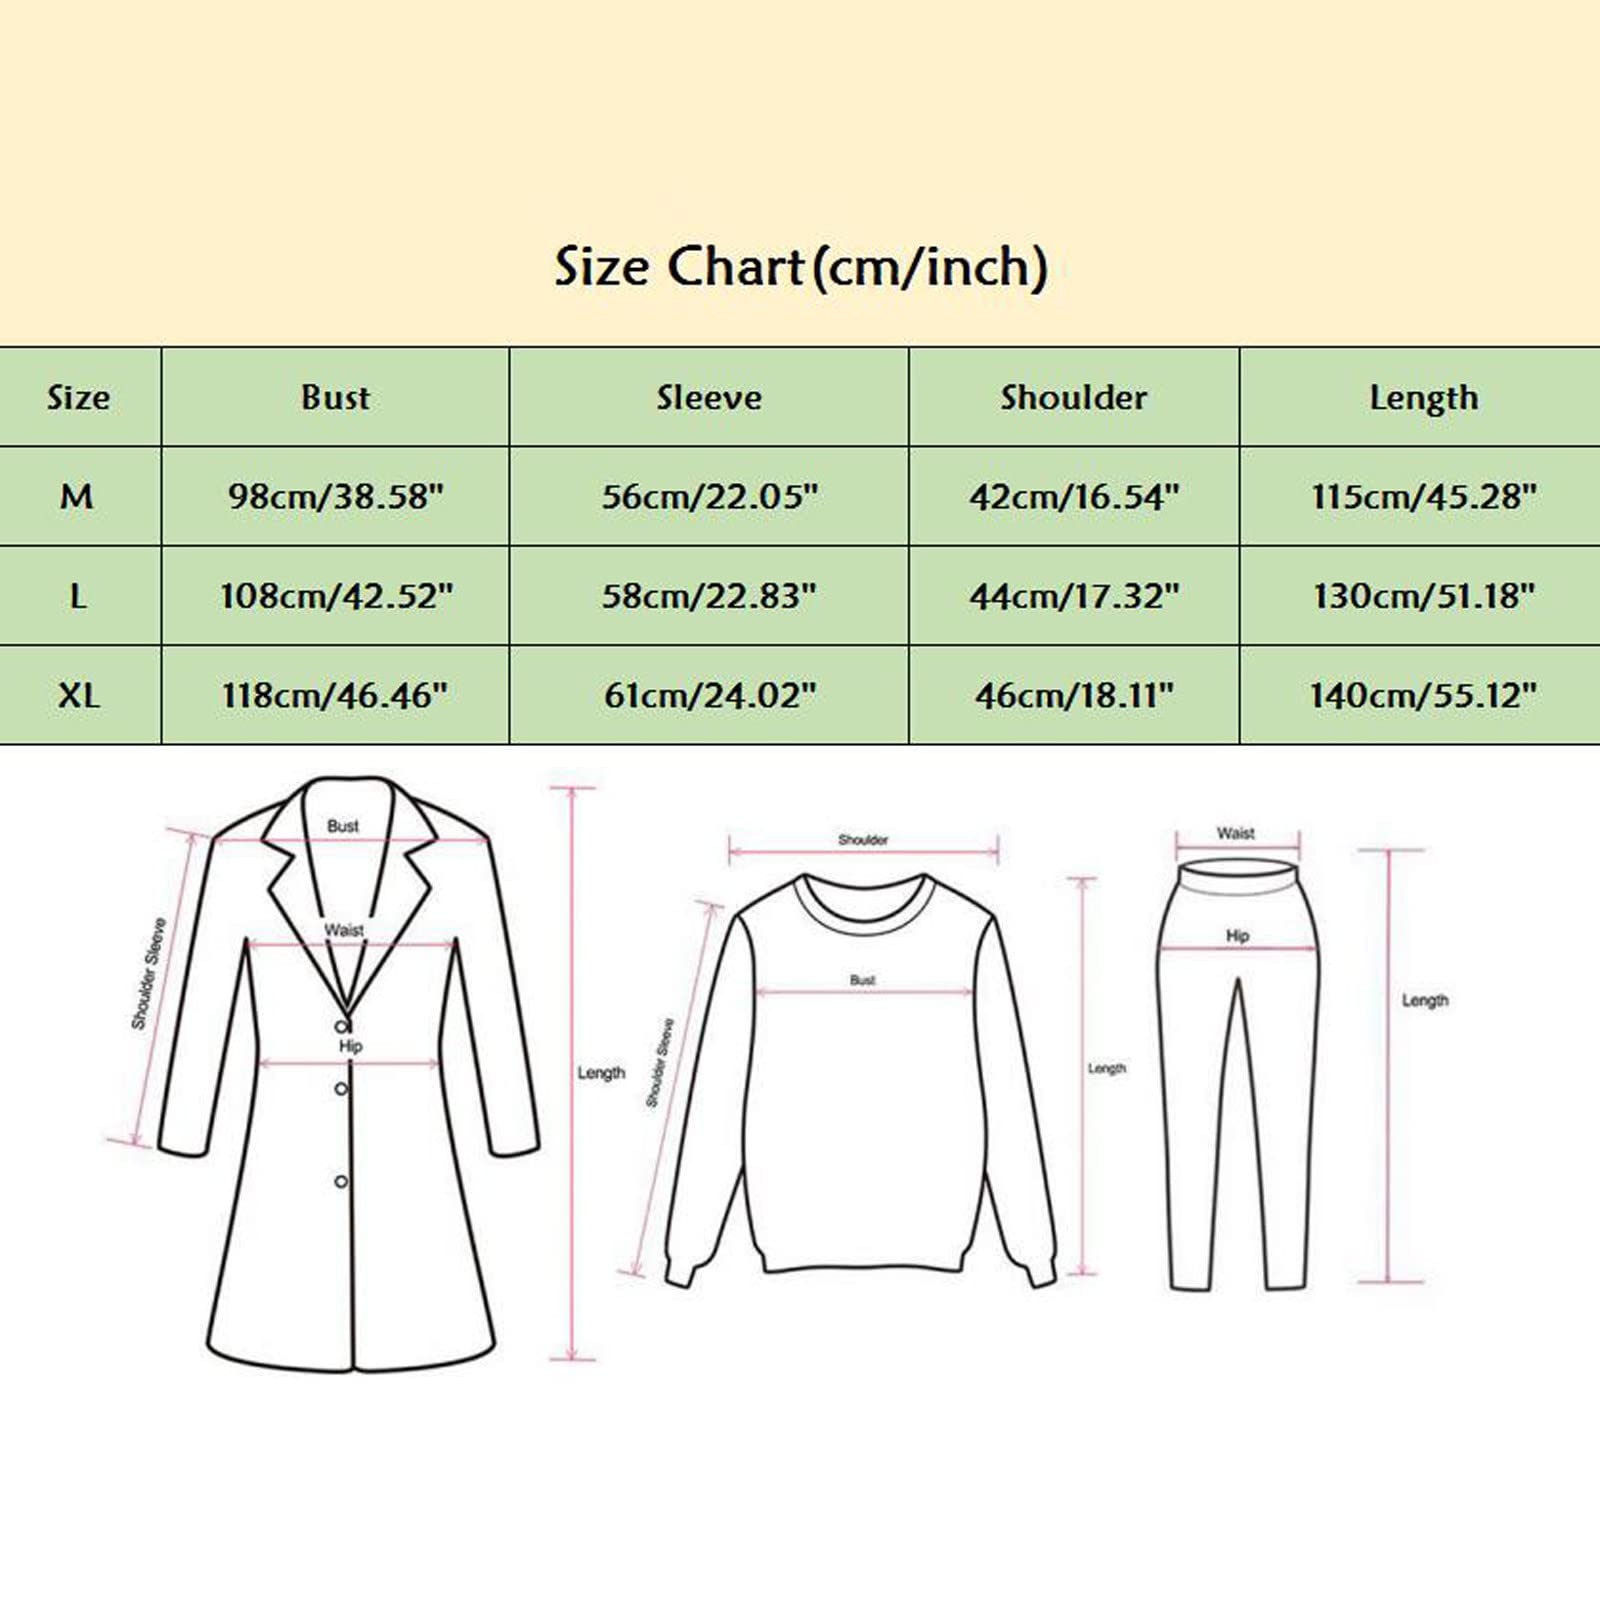 Size Chart(cm/inch)
Size Bust Sleeve Shoulder Length
M 98cm/38.58" 56cm/22.05" 42cm/16.54" 115cm/45.28"
L 108cm/42.52" 58cm/22.83" 44cm/17.32" 130cm/51.18"
XL 118cm/46.46" 61cm/24.02" 46cm/18.11" 140cm/55.12"
Bust
Waist
Hip
Shoulder Sleeve
Length
Shoulder
Bust
Shoulder Sleeve
Length
Waist
Hip
Length